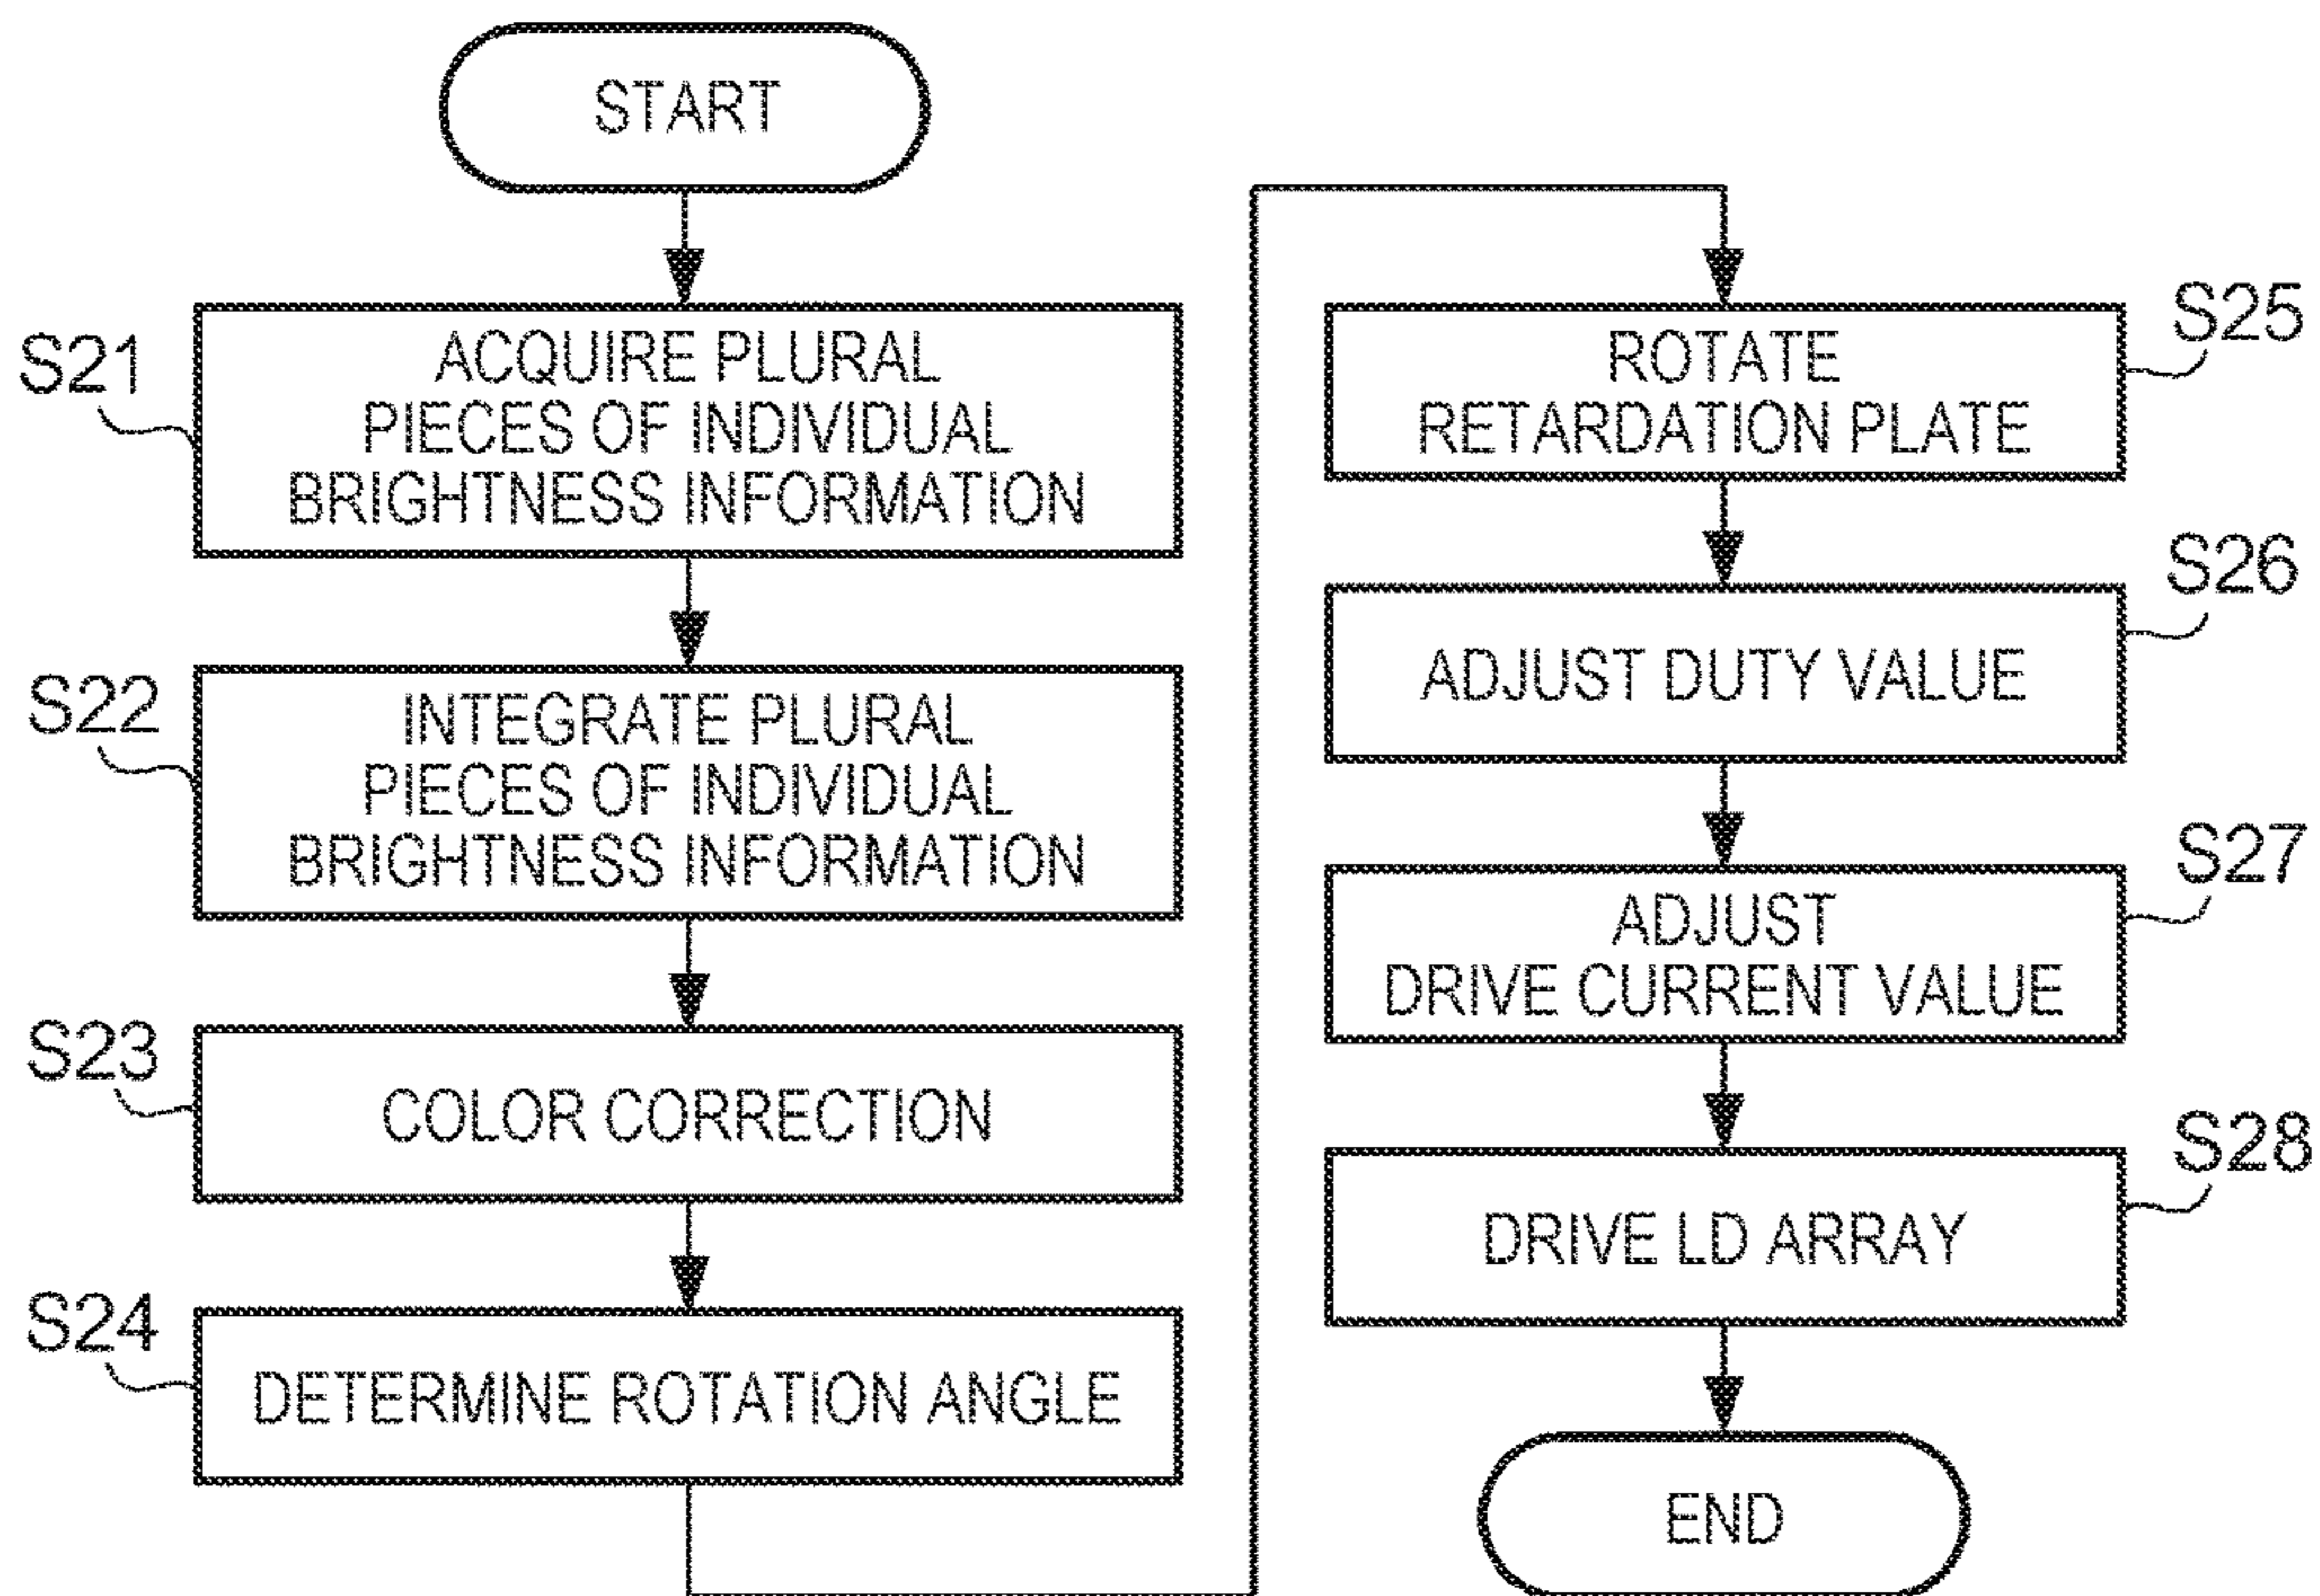 START
S21
ACQUIRE PLURAL
PIECES OF INDIVIDUAL
BRIGHTNESS INFORMATION
S22
INTEGRATE PLURAL
PIECES OF INDIVIDUAL
BRIGHTNESS INFORMATION
S23
COLOR CORRECTION
S24
DETERMINE ROTATION ANGLE
S25
ROTATE
RETARDATION PLATE
S26
ADJUST DUTY VALUE
S27
ADJUST
DRIVE CURRENT VALUE
S28
DRIVE LD ARRAY
END